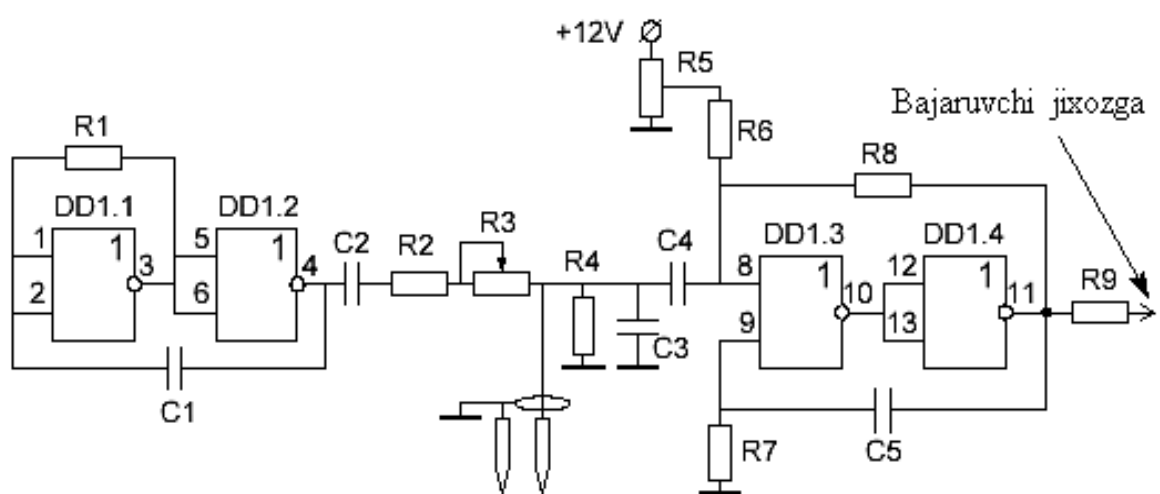 +12V
R5
Bajaruvchi jixozga
R1
R6
R8
DD1.1
DD1.2
R3
C4
DD1.3
DD1.4
1
1
3
5
1
4
C2
R2
R4
8
1
10
12
1
11
R9
2
6
9
13
C3
C1
R7
C5